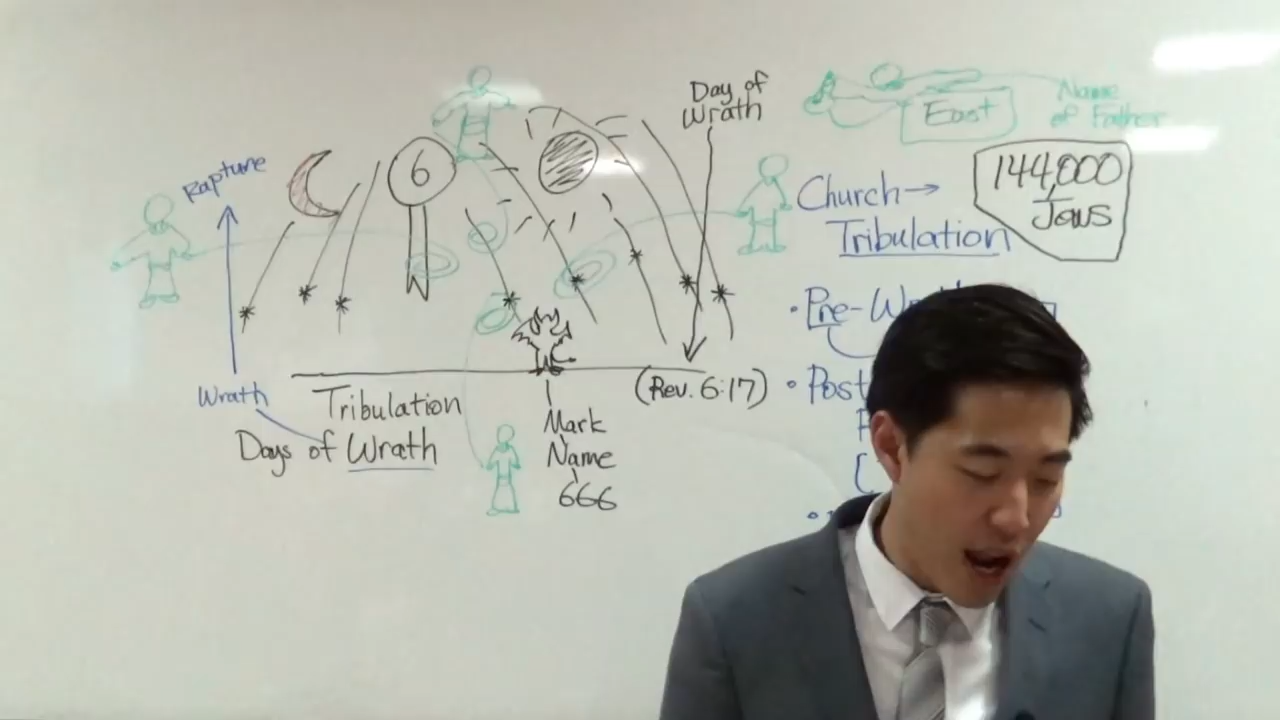 Rapture
6
Day of
Wrath
East
Name
of Father
Church→
Tribulation
144,000
Jews
• Pre-
• Post
Wrath
Tribulation
Days of Wrath
(Rev. 6:17)
Mark
Name
666